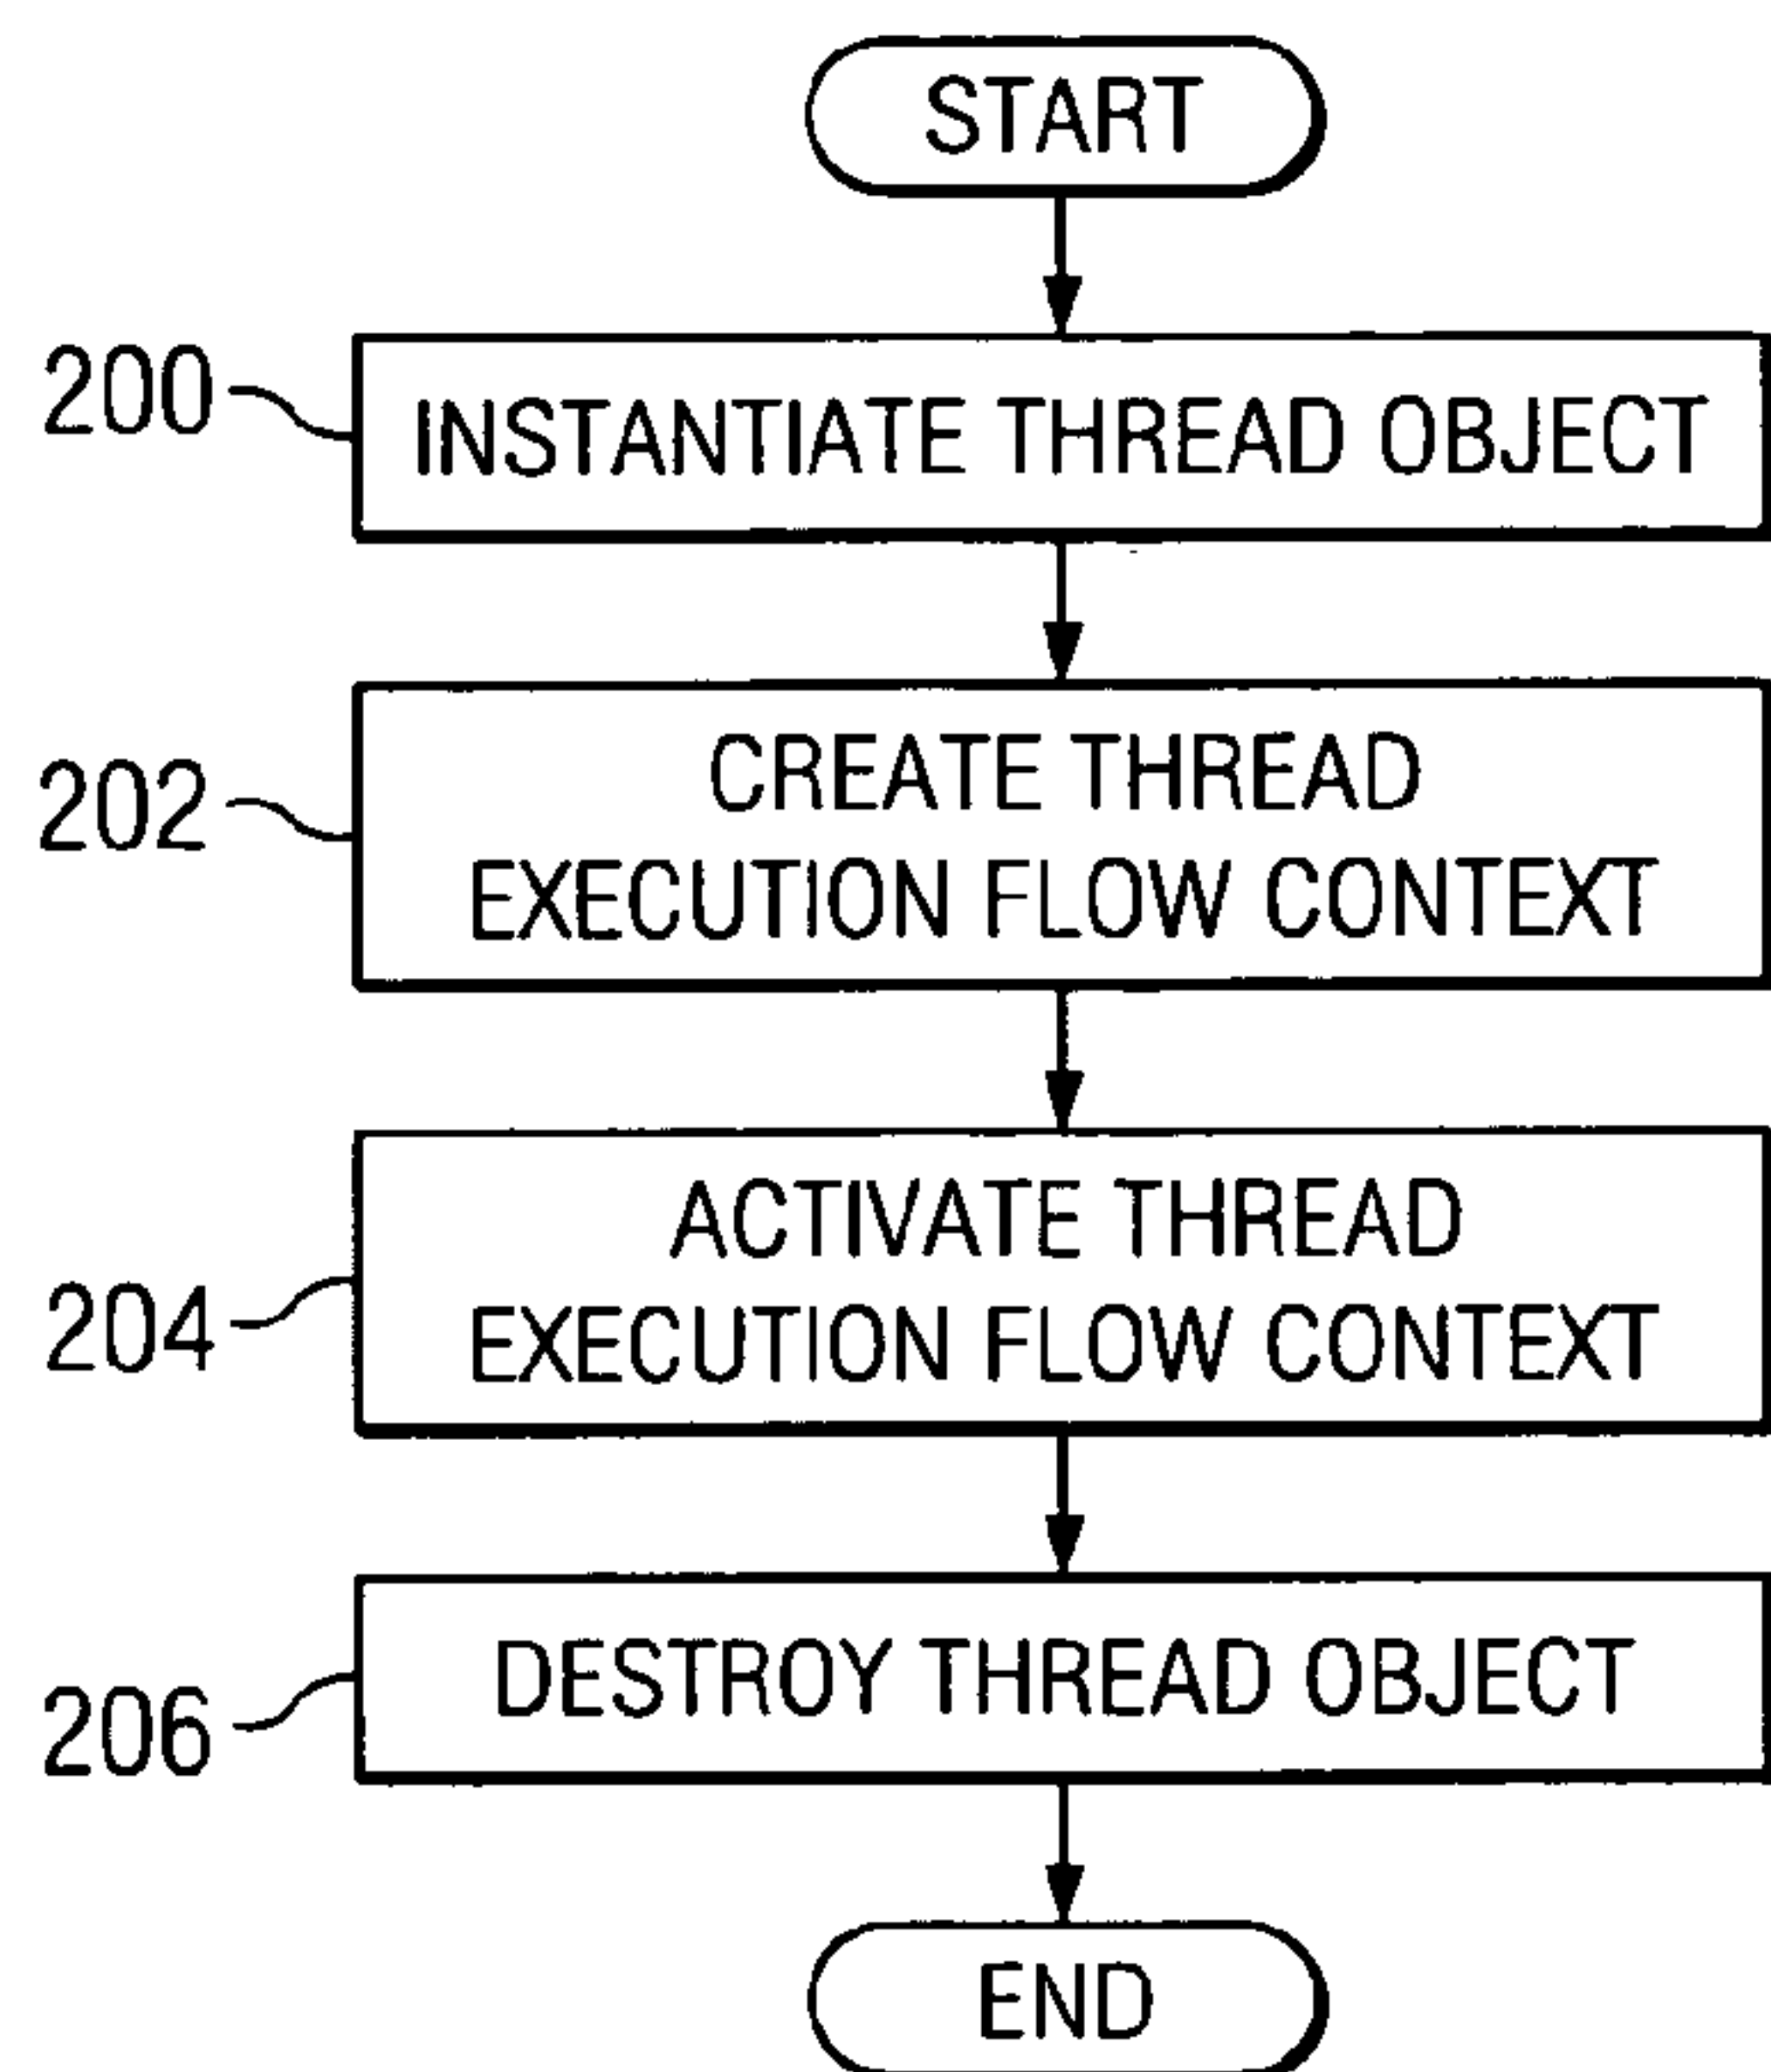 START
200
INSTANTIATE THREAD OBJECT
202
CREATE THREAD
EXECUTION FLOW CONTEXT
204
ACTIVATE THREAD
EXECUTION FLOW CONTEXT
206
DESTROY THREAD OBJECT
END